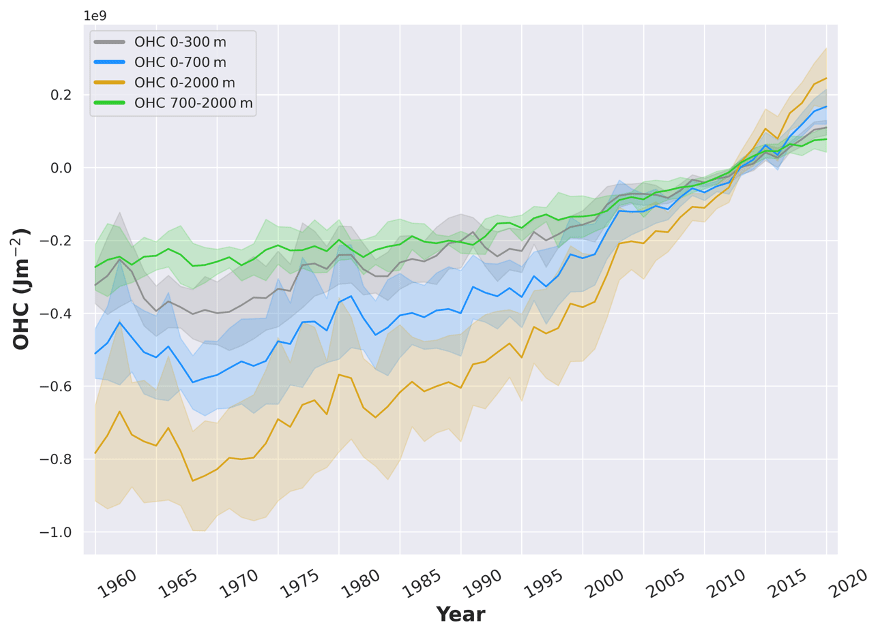 1e9
OHC 0-300 m
OHC 0-700 m
OHC 0-2000 m
OHC 700-2000 m
0.2
0.0
−0.2
−0.4
−0.6
−0.8
−1.0
OHC (Jm⁻²)
1960 1965 1970 1975 1980 1985 1990 1995 2000 2005 2010 2015 2020
Year